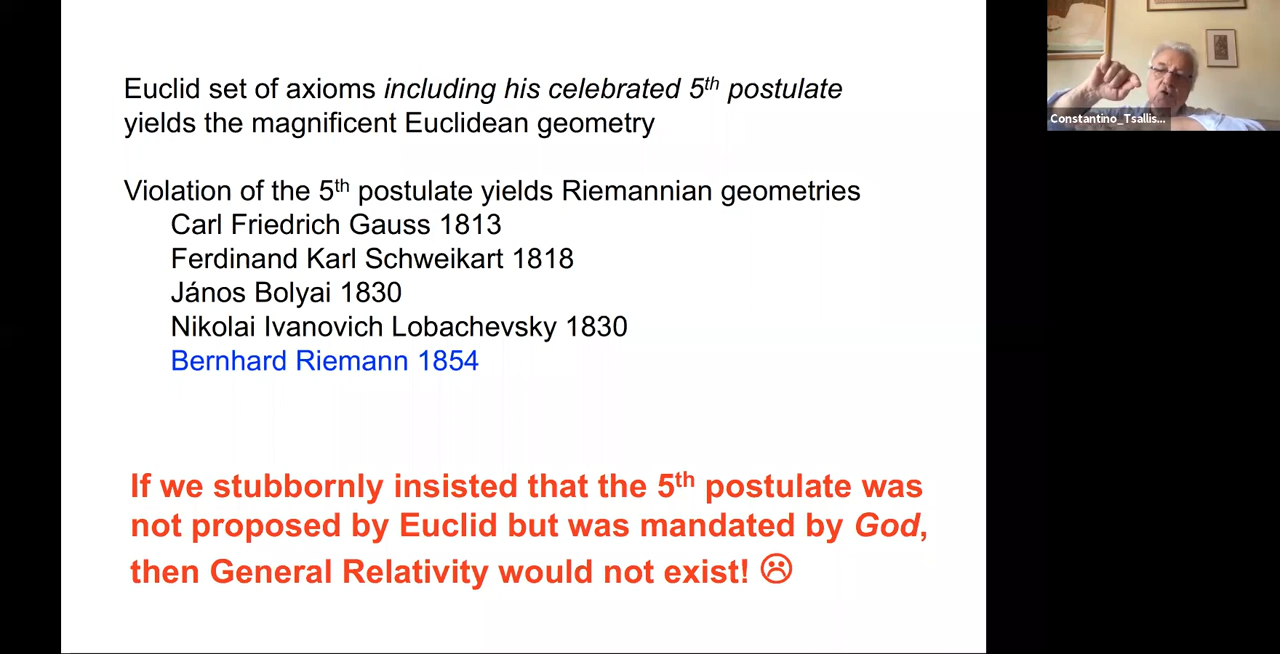 Euclid set of axioms including his celebrated 5th postulate
yields the magnificent Euclidean geometry
Violation of the 5th postulate yields Riemannian geometries
Carl Friedrich Gauss 1813
Ferdinand Karl Schweikart 1818
János Bolyai 1830
Nikolai Ivanovich Lobachevsky 1830
Bernhard Riemann 1854
If we stubbornly insisted that the 5th postulate was
not proposed by Euclid but was mandated by God,
then General Relativity would not exist! ☹
Constantino_Tsallis...